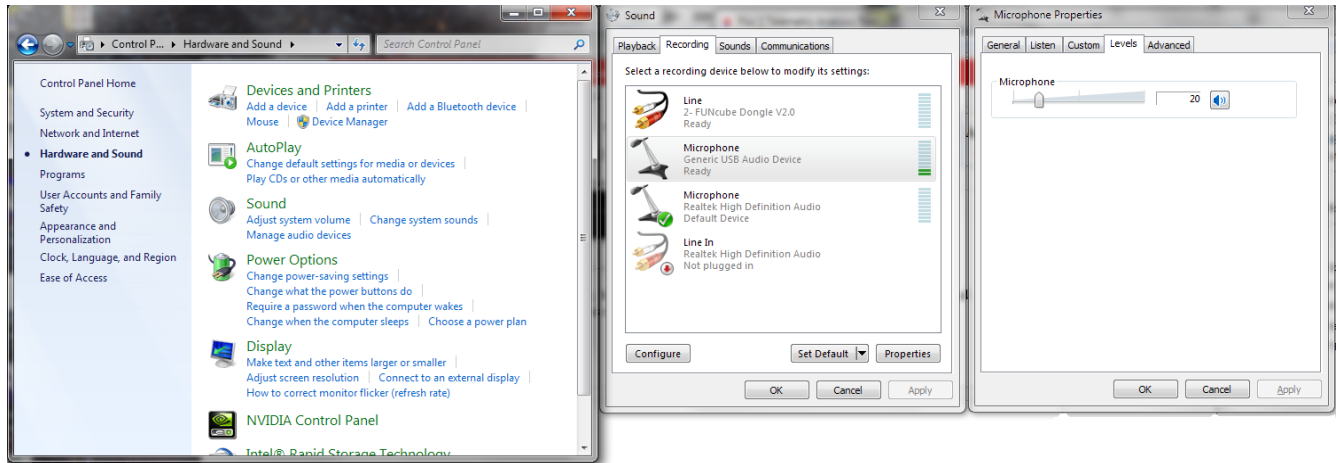 Control P...
Hardware and Sound
Search Control Panel
Control Panel Home
System and Security
Network and Internet
Hardware and Sound
Programs
User Accounts and Family
Safety
Appearance and
Personalization
Clock, Language, and Region
Ease of Access
Devices and Printers
Add a device
Add a printer
Add a Bluetooth device
Mouse
Device Manager
AutoPlay
Change default settings for media or devices
Play CDs or other media automatically
Sound
Adjust system volume
Change system sounds
Manage audio devices
Power Options
Change power-saving settings
Change what the power buttons do
Require a password when the computer wakes
Change when the computer sleeps
Choose a power plan
Display
Make text and other items larger or smaller
Adjust screen resolution
Connect to an external display
How to correct monitor flicker (refresh rate)
NVIDIA Control Panel
Intel® Rapid Storage Technology
Sound
Playback
Recording
Sounds
Communications
Select a recording device below to modify its settings:
Line
2- FUNcube Dongle V2.0
Ready
Microphone
Generic USB Audio Device
Ready
Microphone
Realtek High Definition Audio
Default Device
Line In
Realtek High Definition Audio
Not plugged in
Configure
Set Default
Properties
OK
Cancel
Apply
Microphone Properties
General
Listen
Custom
Levels
Advanced
Microphone
20
OK
Cancel
Apply